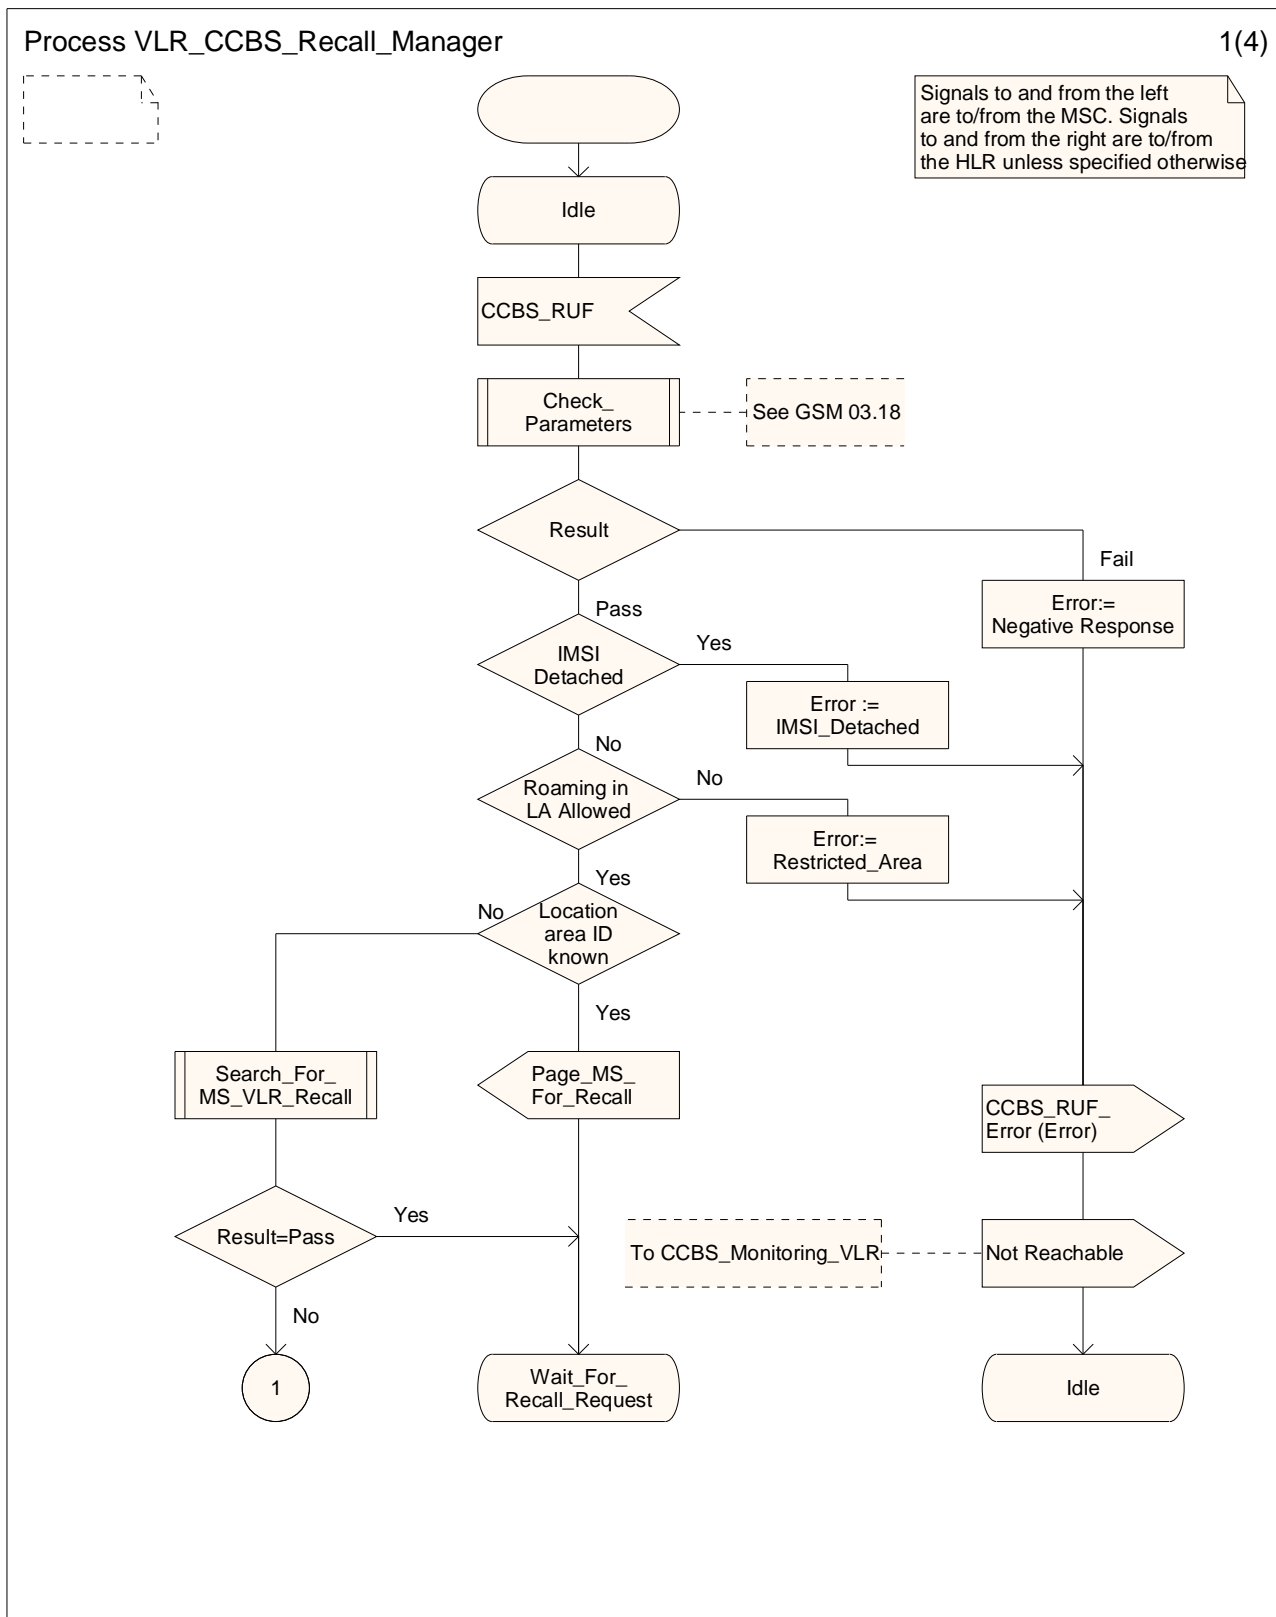 Process VLR_CCBS_Recall_Manager
1(4)
Signals to and from the left
are to/from the MSC. Signals
to and from the right are to/from
the HLR unless specified otherwise
Idle
CCBS_RUF
Check_
Parameters
See GSM 03.18
Result
Fail
Error:=
Negative Response
Pass
IMSI
Detached
Yes
Error :=
IMSI_Detached
No
Roaming in
LA Allowed
No
Error:=
Restricted_Area
Yes
Location
area ID
known
No
Yes
Search_For_
MS_VLR_Recall
Page_MS_
For_Recall
CCBS_RUF_
Error (Error)
Result=Pass
Yes
To CCBS_Monitoring_VLR
Not Reachable
No
1
Wait_For_
Recall_Request
Idle